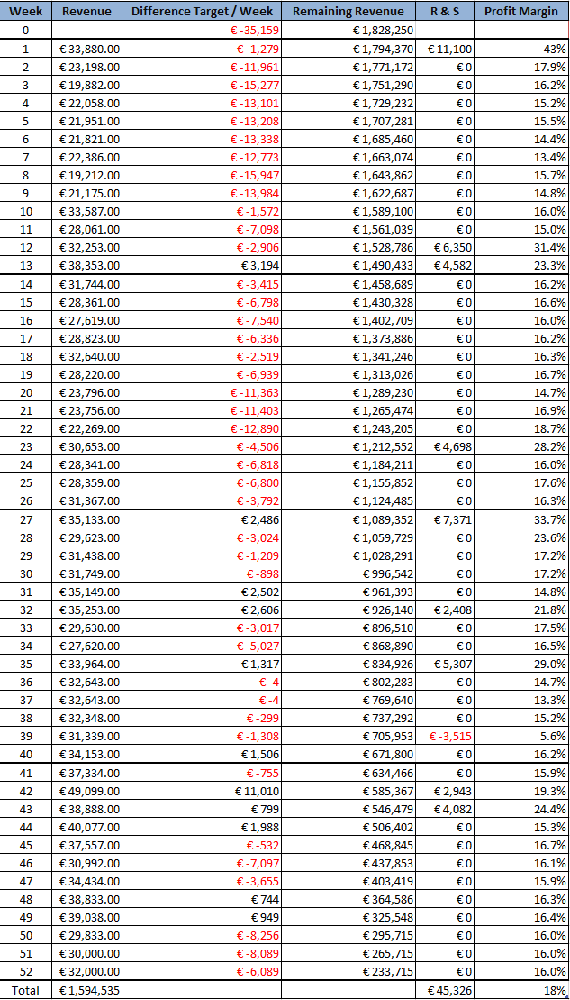 Week Revenue Difference Target / Week Remaining Revenue R & S Profit Margin
0 € -35,159 € 1,828,250
1 € 33,880.00 € -1,279 € 1,794,370 € 11,100 43%
2 € 23,198.00 € -11,961 € 1,771,172 € 0 17.9%
3 € 19,882.00 € -15,277 € 1,751,290 € 0 16.2%
4 € 22,058.00 € -13,101 € 1,729,232 € 0 15.2%
5 € 21,951.00 € -13,208 € 1,707,281 € 0 15.5%
6 € 21,821.00 € -13,338 € 1,685,460 € 0 14.4%
7 € 22,386.00 € -12,773 € 1,663,074 € 0 13.4%
8 € 19,212.00 € -15,947 € 1,643,862 € 0 15.7%
9 € 21,175.00 € -13,984 € 1,622,687 € 0 14.8%
10 € 33,587.00 € -1,572 € 1,589,100 € 0 16.0%
11 € 28,061.00 € -7,098 € 1,561,039 € 0 15.0%
12 € 32,253.00 € -2,906 € 1,528,786 € 6,350 31.4%
13 € 38,353.00 € 3,194 € 1,490,433 € 4,582 23.3%
14 € 31,744.00 € -3,415 € 1,458,689 € 0 16.2%
15 € 28,361.00 € -6,798 € 1,430,328 € 0 16.6%
16 € 27,619.00 € -7,540 € 1,402,709 € 0 16.0%
17 € 28,823.00 € -6,336 € 1,373,886 € 0 16.2%
18 € 32,640.00 € -2,519 € 1,341,246 € 0 16.3%
19 € 28,220.00 € -6,939 € 1,313,026 € 0 16.7%
20 € 23,796.00 € -11,363 € 1,289,230 € 0 14.7%
21 € 23,756.00 € -11,403 € 1,265,474 € 0 16.9%
22 € 22,269.00 € -12,890 € 1,243,205 € 0 18.7%
23 € 30,653.00 € -4,506 € 1,212,552 € 4,698 28.2%
24 € 28,341.00 € -6,818 € 1,184,211 € 0 16.0%
25 € 28,359.00 € -6,800 € 1,155,852 € 0 17.6%
26 € 31,367.00 € -3,792 € 1,124,485 € 0 16.3%
27 € 35,133.00 € 2,486 € 1,089,352 € 7,371 33.7%
28 € 29,623.00 € -3,024 € 1,059,729 € 0 23.6%
29 € 31,438.00 € -1,209 € 1,028,291 € 0 17.2%
30 € 31,749.00 € -898 € 996,542 € 0 17.2%
31 € 35,149.00 € 2,502 € 961,393 € 0 14.8%
32 € 35,253.00 € 2,606 € 926,140 € 2,408 21.8%
33 € 29,630.00 € -3,017 € 896,510 € 0 17.5%
34 € 27,620.00 € -5,027 € 868,890 € 0 16.5%
35 € 33,964.00 € 1,317 € 834,926 € 5,307 29.0%
36 € 32,643.00 € -4 € 802,283 € 0 14.7%
37 € 32,643.00 € -4 € 769,640 € 0 13.3%
38 € 32,348.00 € -299 € 737,292 € 0 15.2%
39 € 31,339.00 € -1,308 € 705,953 € -3,515 5.6%
40 € 34,153.00 € 1,506 € 671,800 € 0 16.2%
41 € 37,334.00 € -755 € 634,466 € 0 15.9%
42 € 49,099.00 € 11,010 € 585,367 € 2,943 19.3%
43 € 38,888.00 € 799 € 546,479 € 4,082 24.4%
44 € 40,077.00 € 1,988 € 506,402 € 0 15.3%
45 € 37,557.00 € -532 € 468,845 € 0 16.7%
46 € 30,992.00 € -7,097 € 437,853 € 0 16.1%
47 € 34,434.00 € -3,655 € 403,419 € 0 15.9%
48 € 38,833.00 € 744 € 364,586 € 0 16.3%
49 € 39,038.00 € 949 € 325,548 € 0 16.4%
50 € 29,833.00 € -8,256 € 295,715 € 0 16.0%
51 € 30,000.00 € -8,089 € 265,715 € 0 16.0%
52 € 32,000.00 € -6,089 € 233,715 € 0 16.0%
Total € 1,594,535 € 45,326 18%